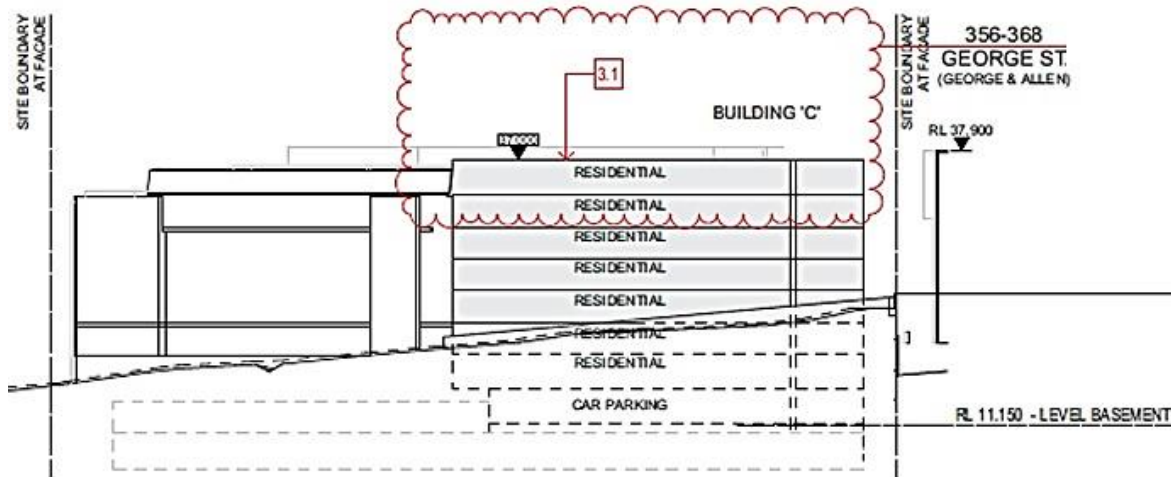 SITE BOUNDARY
AT FACADE
3.1
BUILDING 'C'
SITE BOUNDARY
AT FACADE
356-368
GEORGE ST.
(GEORGE & ALLEN)
RL 37,900
RESIDENTIAL
RESIDENTIAL
RESIDENTIAL
RESIDENTIAL
RESIDENTIAL
RESIDENTIAL
RESIDENTIAL
CAR PARKING
RL 11.150 - LEVEL BASEMENT